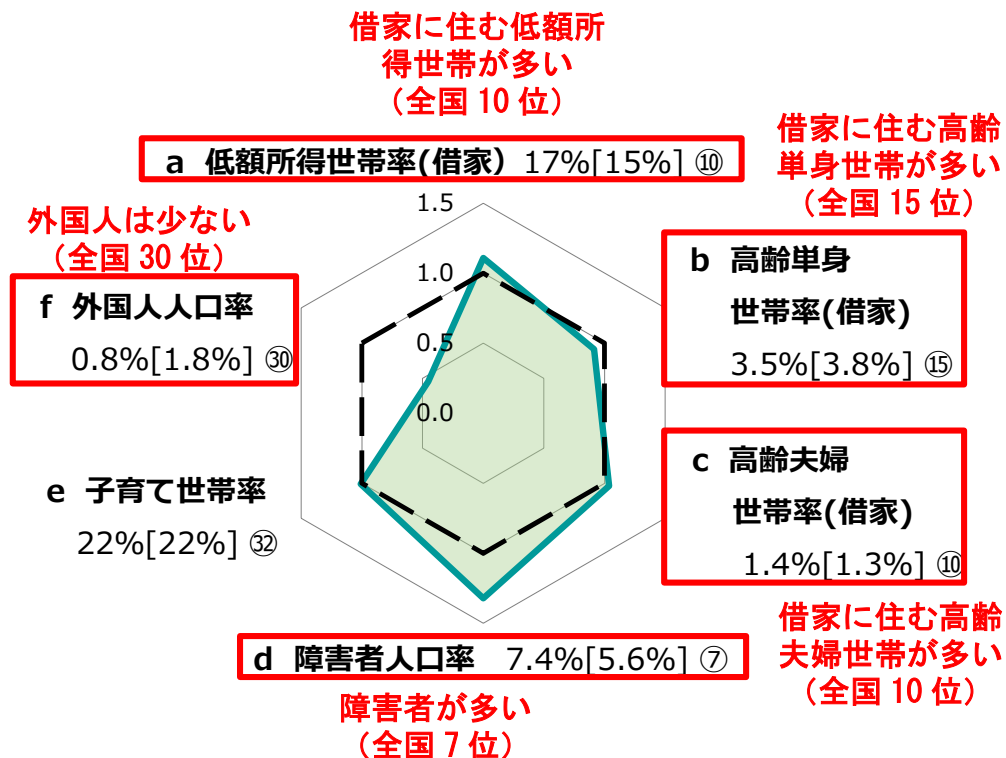 借家に住む低額所
得世帯が多い
（全国 10 位）
a 低額所得世帯率(借家） 17%[15%] ⑩
借家に住む高齢
単身世帯が多い
（全国 15 位）
b 高齢単身
世帯率(借家)
3.5%[3.8%] ⑮
外国人は少ない
（全国 30 位）
f 外国人人口率
0.8%[1.8%] ㉚
1.5
1.0
0.5
0.0
c 高齢夫婦
世帯率(借家)
1.4%[1.3%] ⑩
借家に住む高齢
夫婦世帯が多い
（全国 10 位）
e 子育て世帯率
22%[22%] ㉜
d 障害者人口率 7.4%[5.6%] ⑦
障害者が多い
（全国 7 位）